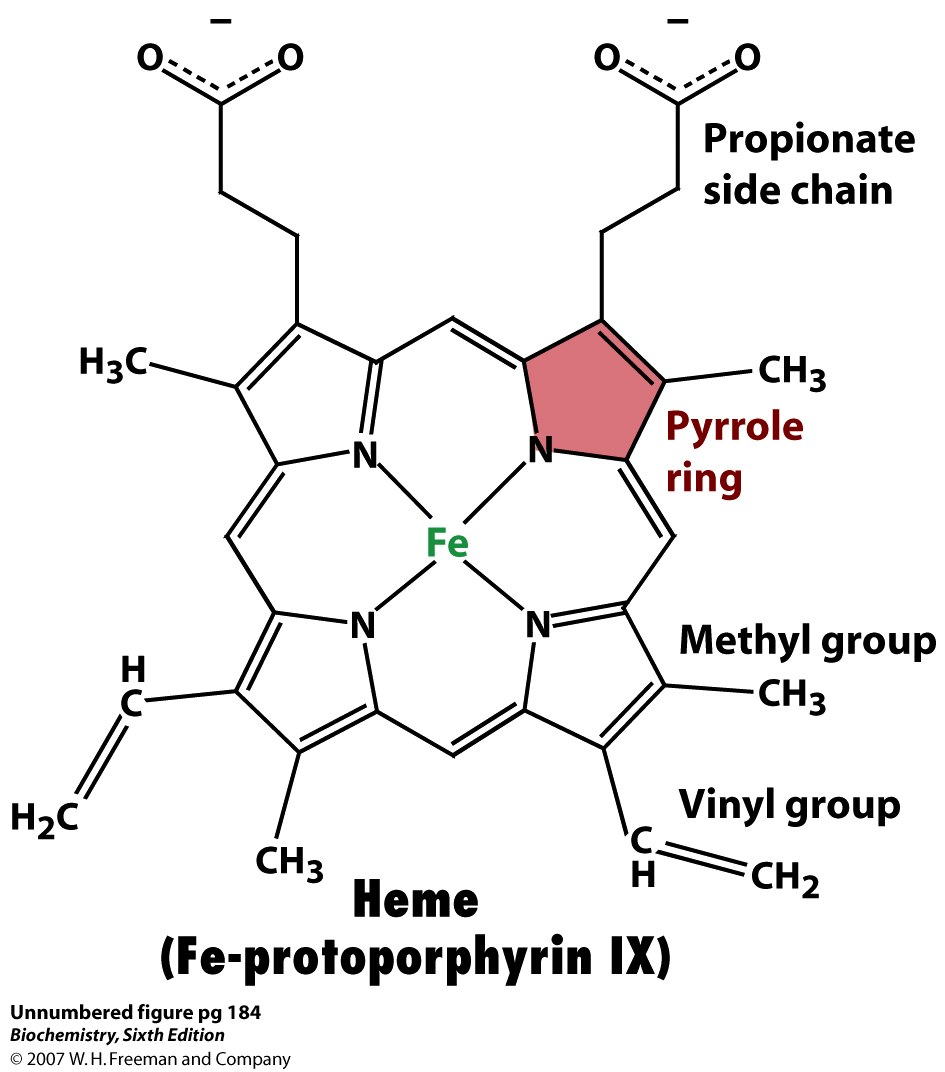 − −
O O O O
Propionate
side chain
H₃C CH₃
Pyrrole
ring
N N
Fe
N N
Methyl group
H
C CH₃
Vinyl group
H₂C
C
CH₃ H CH₂
Heme
(Fe-protoporphyrin IX)
Unnumbered figure pg 184
Biochemistry, Sixth Edition
© 2007 W. H. Freeman and Company